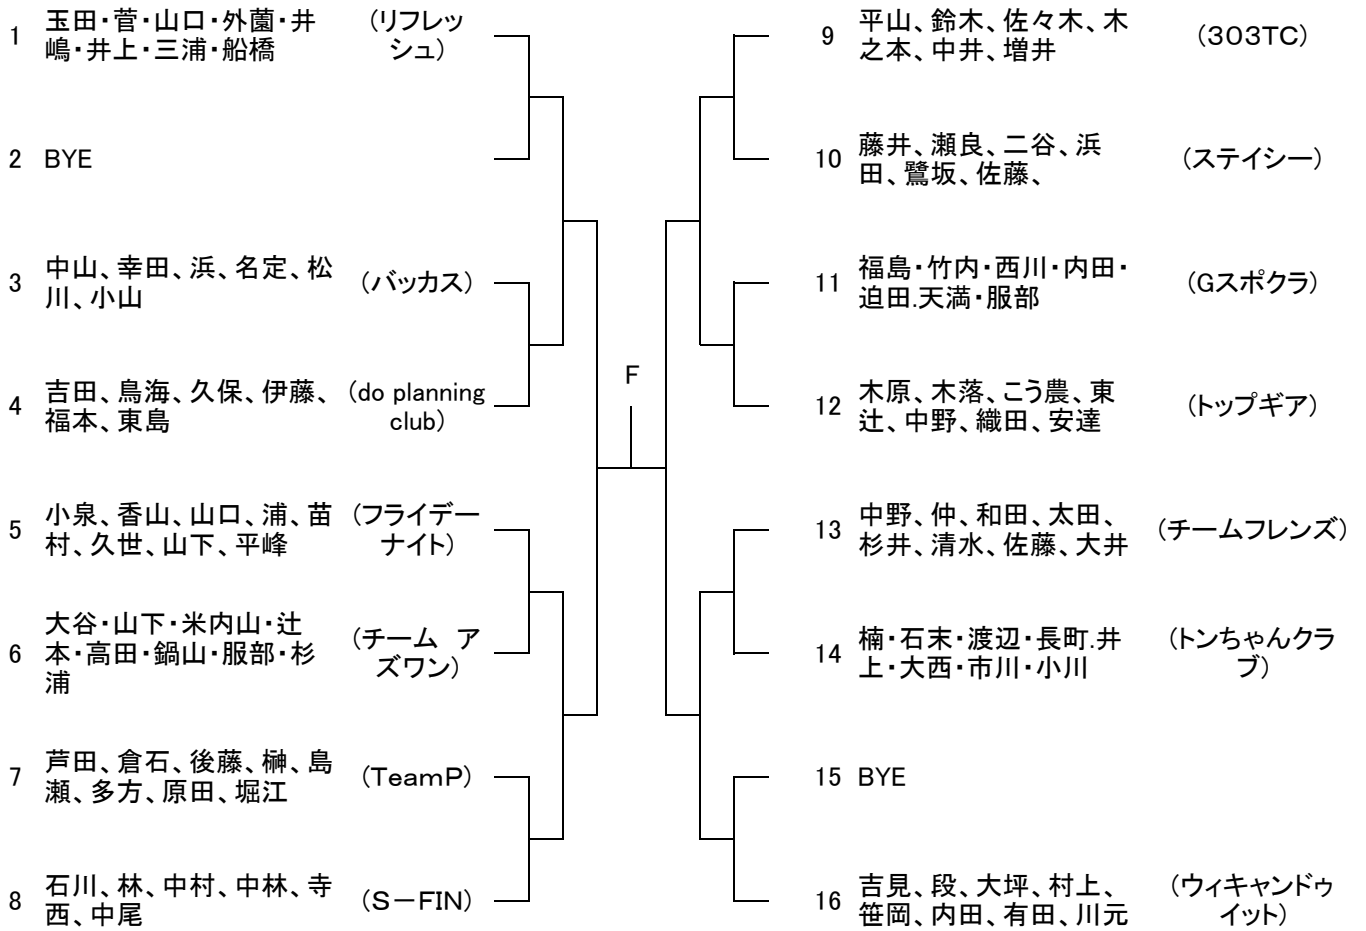 1 玉田・菅・山口・外薗・井
嶋・井上・三浦・船橋
(リフレッ
シュ)
2 BYE
3 中山、幸田、浜、名定、松
川、小山
(バッカス)
4 吉田、鳥海、久保、伊藤、
福本、東島
(do planning
club)
5 小泉、香山、山口、浦、苗
村、久世、山下、平峰
(フライデー
ナイト)
6 大谷・山下・米内山・辻
本・高田・鍋山・服部・杉
浦
(チーム　ア
ズワン)
7 芦田、倉石、後藤、榊、島
瀬、多方、原田、堀江
(TeamP)
8 石川、林、中村、中林、寺
西、中尾
(S-FIN)
F
9 平山、鈴木、佐々木、木
之本、中井、増井
(303TC)
10 藤井、瀬良、二谷、浜
田、鷺坂、佐藤、
(ステイシー)
11 福島・竹内・西川・内田・
迫田.天満・服部
(Gスポクラ)
12 木原、木落、こう農、東
辻、中野、織田、安達
(トップギア)
13 中野、仲、和田、太田、
杉井、清水、佐藤、大井
(チームフレンズ)
14 楠・石末・渡辺・長町.井
上・大西・市川・小川
(トンちゃんクラ
ブ)
15 BYE
16 吉見、段、大坪、村上、
笹岡、内田、有田、川元
(ウィキャンドゥ
イット)